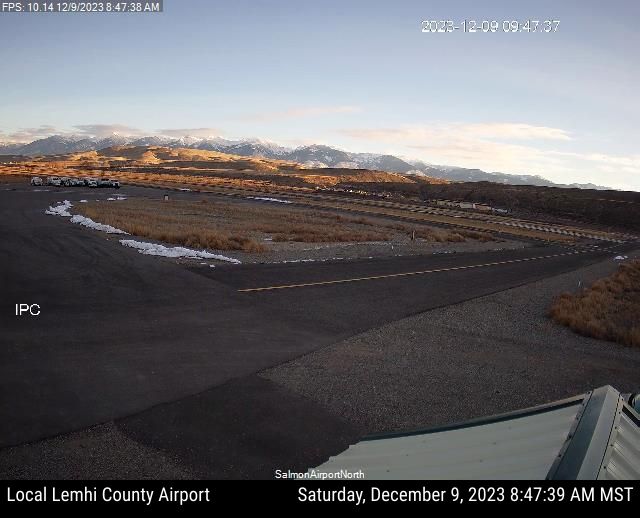 FPS: 10.14 12/9/2023 8:47:38 AM
2023-12-09 09:47:37
IPC
SalmonAirportNorth
Local Lemhi County Airport
Saturday, December 9, 2023 8:47:39 AM MST